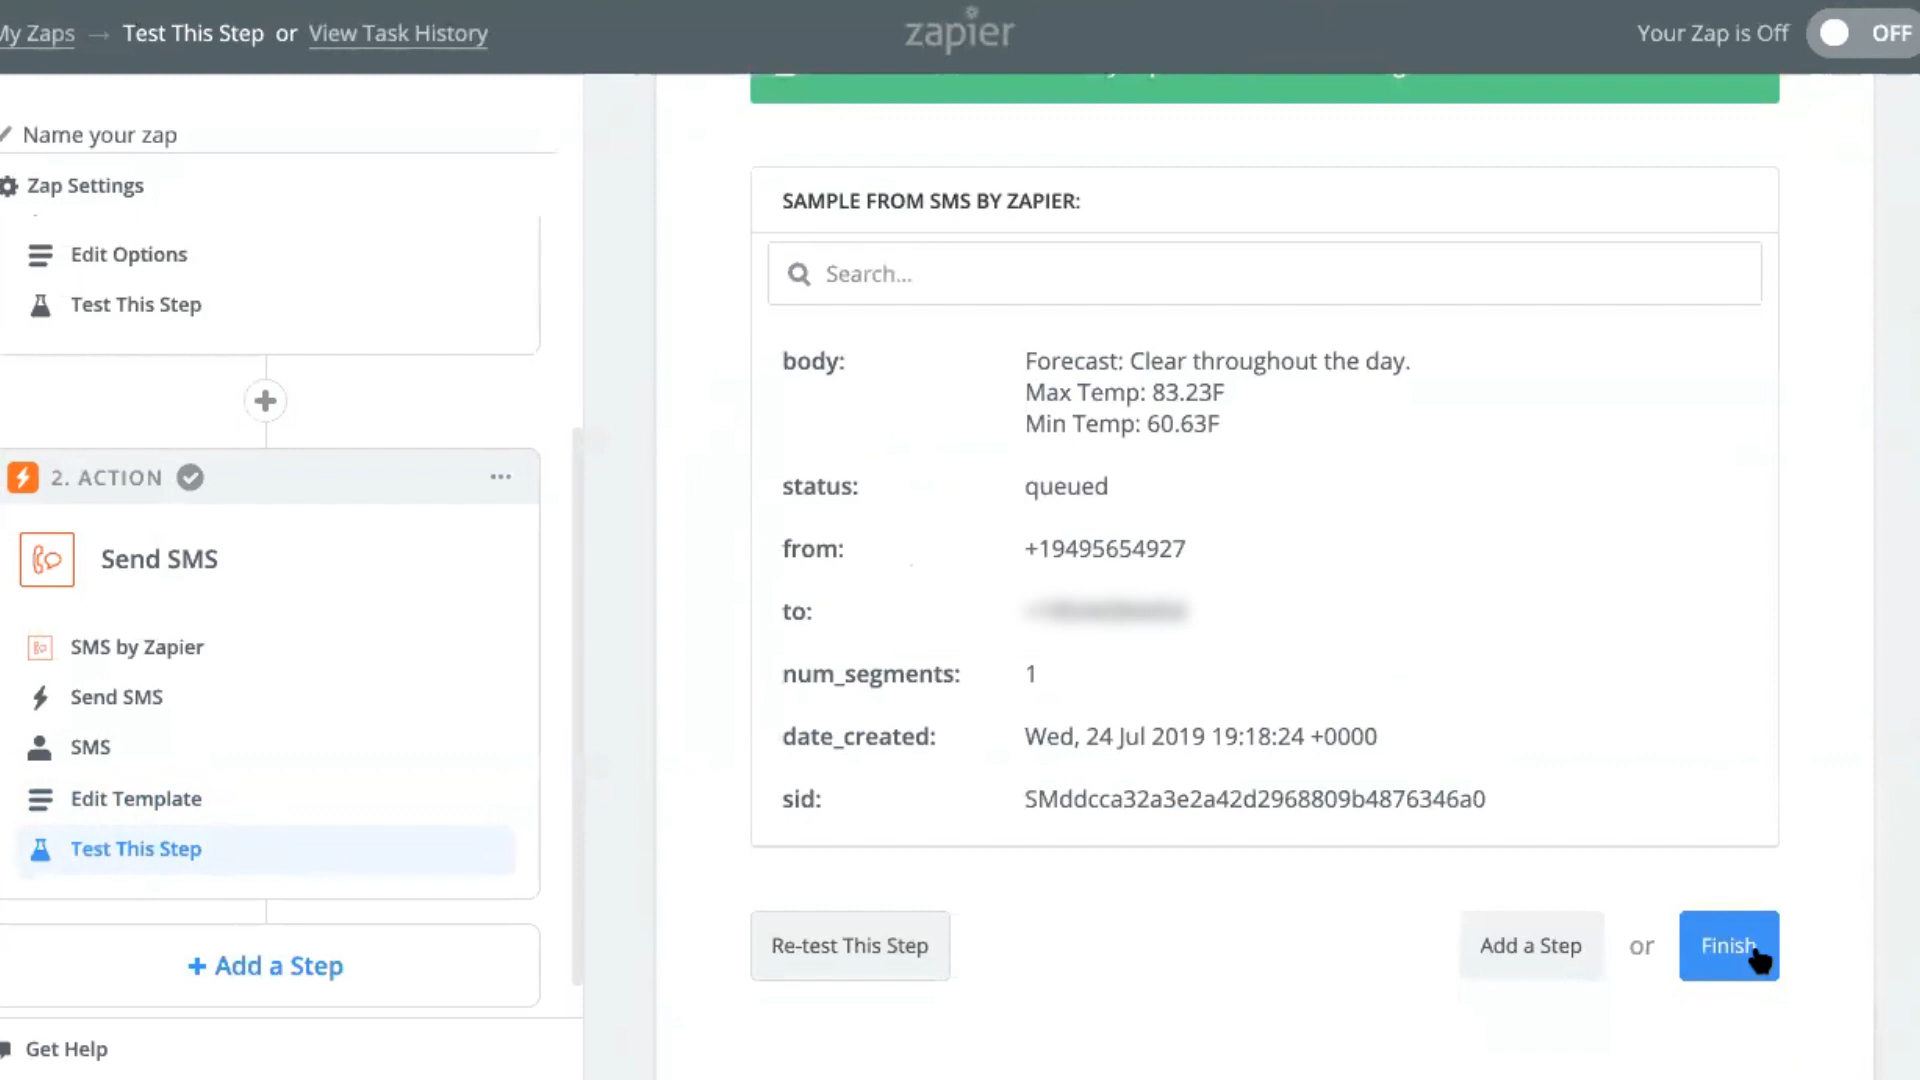 My Zaps → Test This Step or View Task History
zapier
Your Zap is Off
OFF
Name your zap
Zap Settings
Edit Options
Test This Step
2. ACTION
...
Send SMS
SMS by Zapier
Send SMS
SMS
Edit Template
Test This Step
+ Add a Step
Get Help
SAMPLE FROM SMS BY ZAPIER:
Search...
body: Forecast: Clear throughout the day.
Max Temp: 83.23F
Min Temp: 60.63F
status: queued
from: +19495654927
to:
num_segments: 1
date_created: Wed, 24 Jul 2019 19:18:24 +0000
sid: SMddcca32a3e2a42d2968809b4876346a0
Re-test This Step
Add a Step or Finish